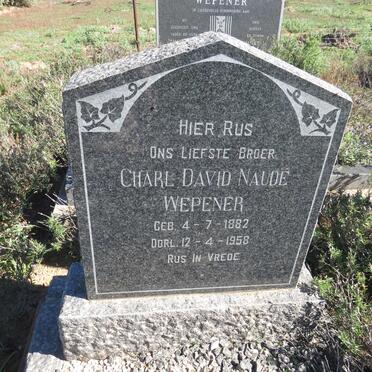 WEPENER
HIER RUS
ONS LIEFSTE BROER
CHARL DAVID NAUDÉ
WEPENER
GEB. 4-7-1882
OORL. 12-4-1958
RUS IN VREDE